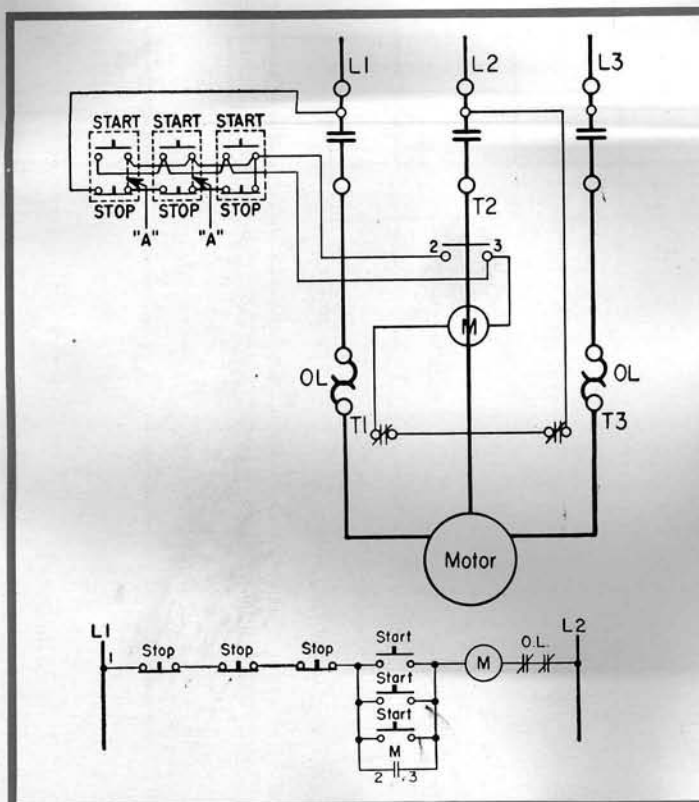 L1 L2 L3
START START START
STOP STOP STOP
"A" "A"
T2
2 3
M
OL OL
T1 T3
Motor
L1 L2
1 Stop Stop Stop Start M O.L.
Start
Start
M
2 3